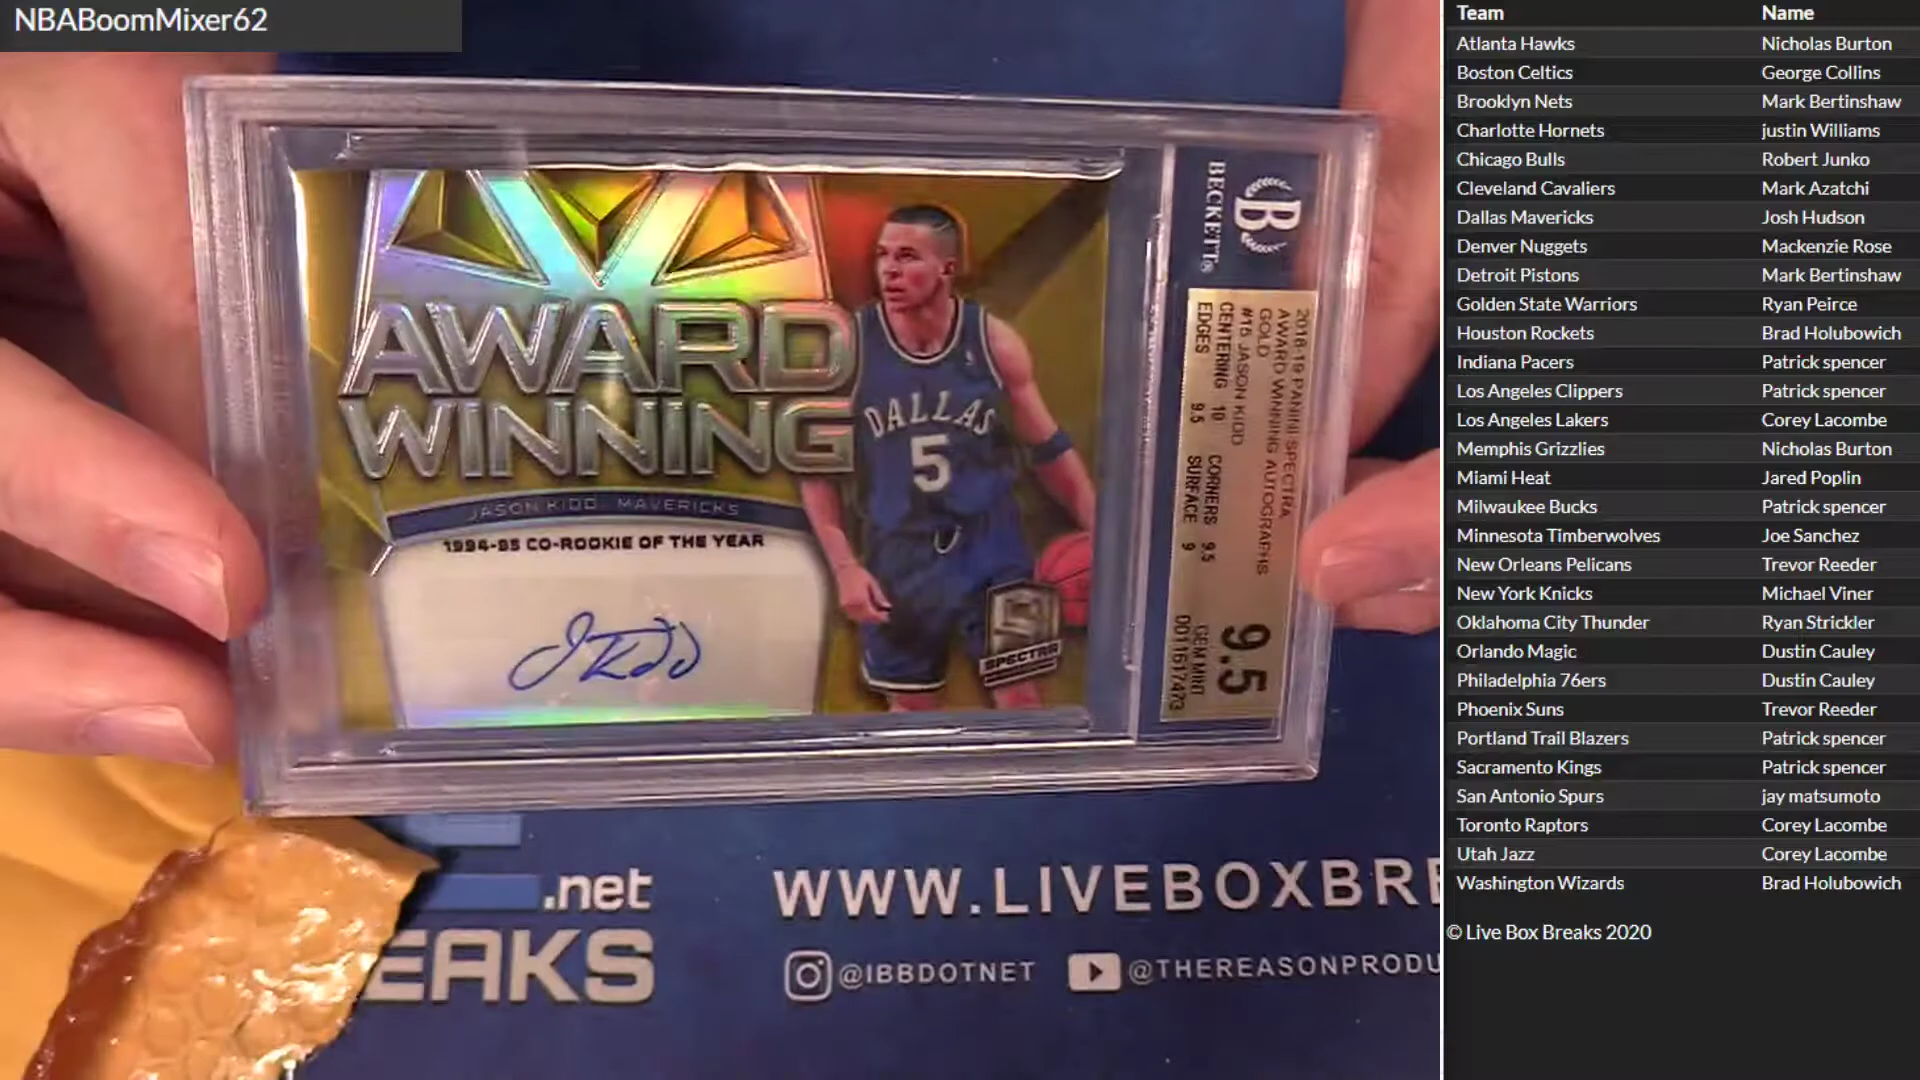 NBABoomMixer62
AWARD
WINNING
JASON KIDD MAVERICKS
1994-95 CO-ROOKIE OF THE YEAR
J Kidd
DALLAS
5
SPECTRA
BECKETT®
B
2018-19 PANINI SPECTRA
AWARD WINNING AUTOGRAPHS
GOLD
#15 JASON KIDD
CENTERING 10 CORNERS 9.5
EDGES 9.5 SURFACE 9
9.5
GEM MINT
0011617473
.net
EAKS
WWW.LIVEBOXBRE
@IBBDOTNET
@THEREASONPRODU
Team Name
Atlanta Hawks Nicholas Burton
Boston Celtics George Collins
Brooklyn Nets Mark Bertinshaw
Charlotte Hornets justin Williams
Chicago Bulls Robert Junko
Cleveland Cavaliers Mark Azatchi
Dallas Mavericks Josh Hudson
Denver Nuggets Mackenzie Rose
Detroit Pistons Mark Bertinshaw
Golden State Warriors Ryan Peirce
Houston Rockets Brad Holubowich
Indiana Pacers Patrick spencer
Los Angeles Clippers Patrick spencer
Los Angeles Lakers Corey Lacombe
Memphis Grizzlies Nicholas Burton
Miami Heat Jared Poplin
Milwaukee Bucks Patrick spencer
Minnesota Timberwolves Joe Sanchez
New Orleans Pelicans Trevor Reeder
New York Knicks Michael Viner
Oklahoma City Thunder Ryan Strickler
Orlando Magic Dustin Cauley
Philadelphia 76ers Dustin Cauley
Phoenix Suns Trevor Reeder
Portland Trail Blazers Patrick spencer
Sacramento Kings Patrick spencer
San Antonio Spurs jay matsumoto
Toronto Raptors Corey Lacombe
Utah Jazz Corey Lacombe
Washington Wizards Brad Holubowich
© Live Box Breaks 2020